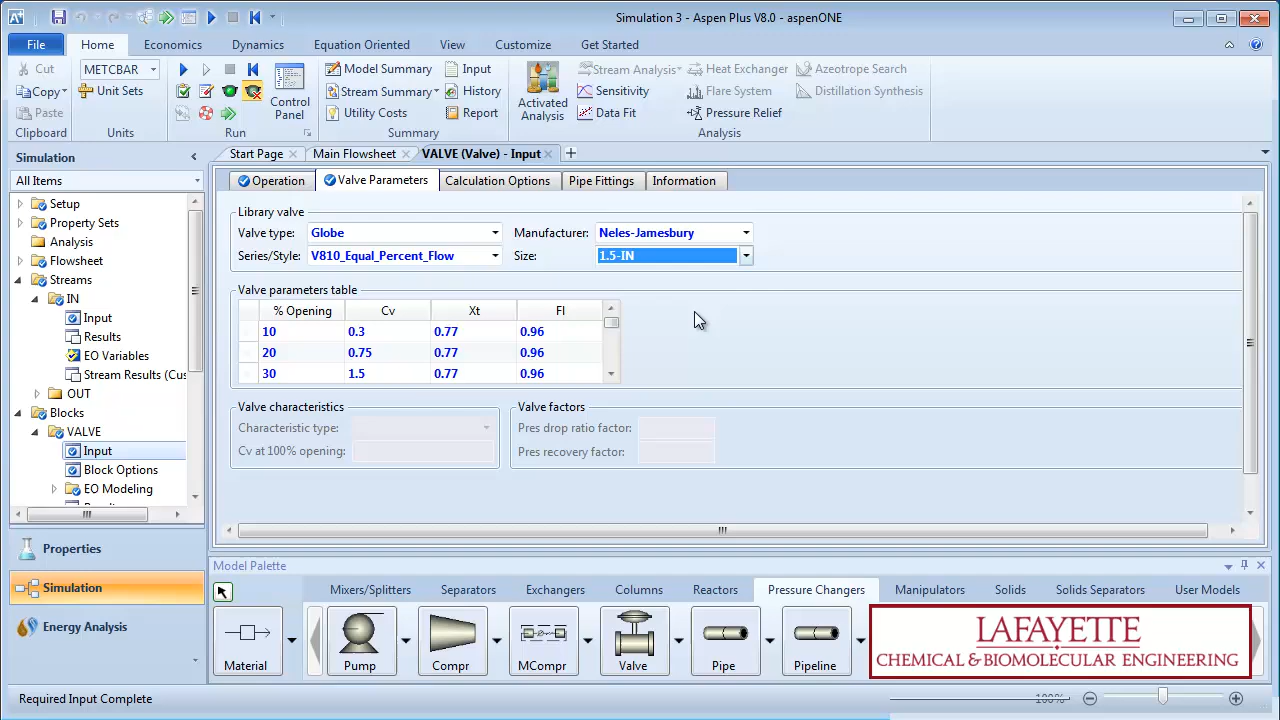 Simulation 3 - Aspen Plus V8.0 - aspenONE
File Home Economics Dynamics Equation Oriented View Customize Get Started
Cut METCBAR Model Summary Input Stream Analysis Heat Exchanger Azeotrope Search
Copy Unit Sets Stream Summary History Sensitivity Flare System Distillation Synthesis
Paste Control Panel Utility Costs Report Activated Analysis Data Fit Pressure Relief
Clipboard Units Run Summary Analysis
Simulation
All Items
Setup
Property Sets
Analysis
Flowsheet
Streams
IN
Input
Results
EO Variables
Stream Results (Cus
OUT
Blocks
VALVE
Input
Block Options
EO Modeling
Properties
Simulation
Energy Analysis
Start Page Main Flowsheet VALVE (Valve) - Input
Operation Valve Parameters Calculation Options Pipe Fittings Information
Library valve
Valve type: Globe Manufacturer: Neles-Jamesbury
Series/Style: V810_Equal_Percent_Flow Size: 1.5-IN
Valve parameters table
% Opening Cv Xt Fl
10 0.3 0.77 0.96
20 0.75 0.77 0.96
30 1.5 0.77 0.96
Valve characteristics Valve factors
Characteristic type: Pres drop ratio factor:
Cv at 100% opening: Pres recovery factor:
Model Palette
Mixers/Splitters Separators Exchangers Columns Reactors Pressure Changers Manipulators Solids Solids Separators User Models
Material Pump Compr MCompr Valve Pipe Pipeline
LAFAYETTE
CHEMICAL & BIOMOLECULAR ENGINEERING
Required Input Complete
100%